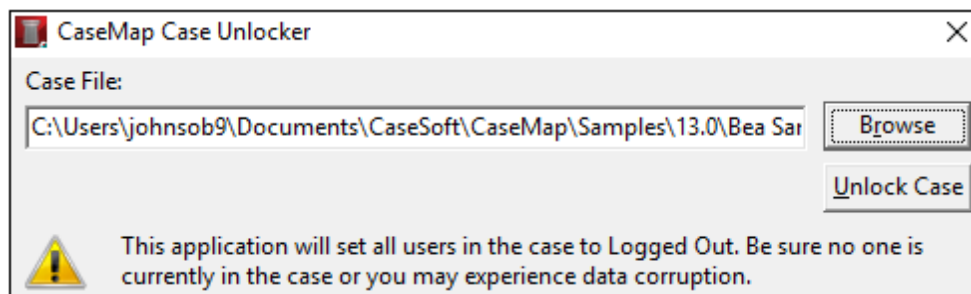 CaseMap Case Unlocker
Case File:
C:\Users\johnsob9\Documents\CaseSoft\CaseMap\Samples\13.0\Bea Sar
Browse
Unlock Case
This application will set all users in the case to Logged Out. Be sure no one is
currently in the case or you may experience data corruption.